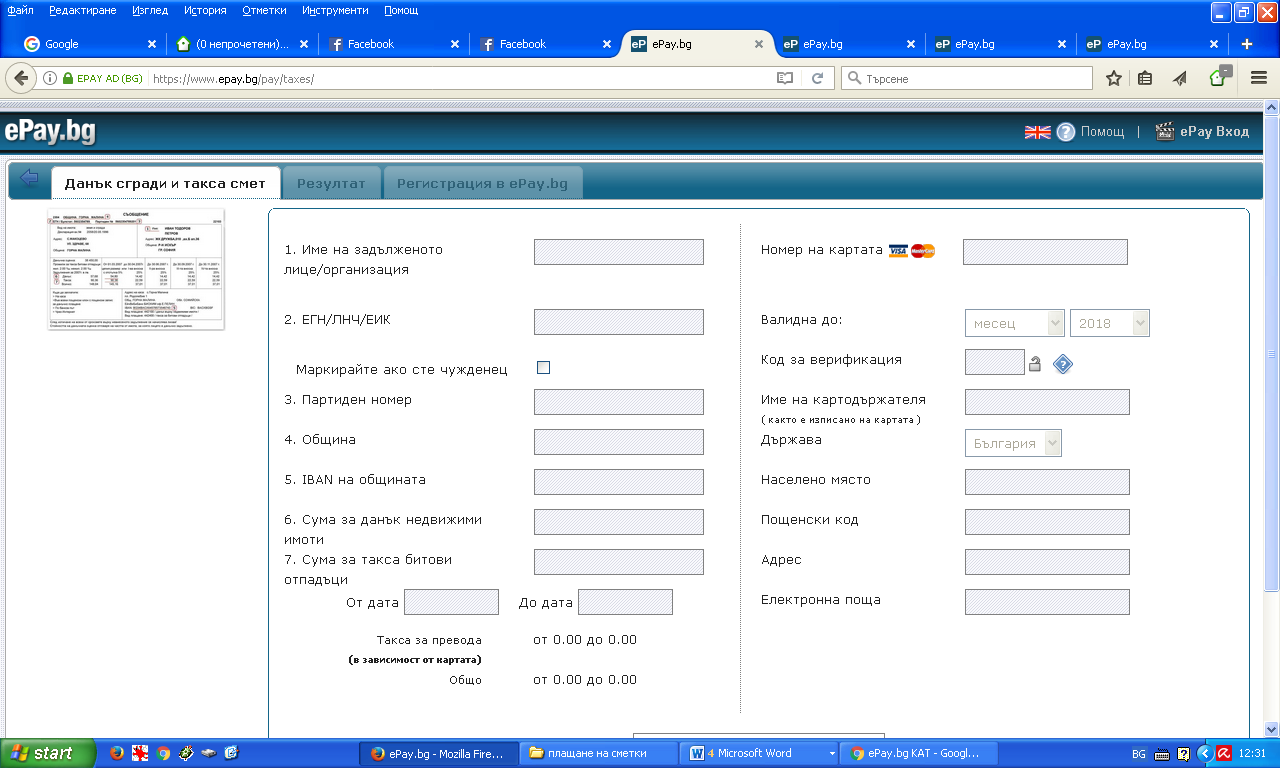 Файл Редактиране Изглед История Отметки Инструменти Помощ
Google (0 непрочетени)... Facebook Facebook ePay.bg ePay.bg ePay.bg ePay.bg
EPAY AD (BG) https://www.epay.bg/pay/taxes/ Търсене
ePay.bg Помощ | ePay Вход
Данък сгради и такса смет Резултат Регистрация в ePay.bg
СЪОБЩЕНИЕ
1. Име на задълженото
лице/организация
2. ЕГН/ПНЧ/ЕИК
Маркирайте ако сте чужденец
3. Партиден номер
4. Община
5. IBAN на общината
6. Сума за данък недвижими
имоти
7. Сума за такса битови
отпадъци
От дата До дата
Такса за превода от 0.00 до 0.00
(в зависимост от картата)
Общо от 0.00 до 0.00
Номер на картата VISA MasterCard
Валидна до: месец 2018
Код за верификация
Име на картодържателя
( както е изписано на картата )
Държава България
Населено място
Пощенски код
Адрес
Електронна поща
start ePay.bg - Mozilla Fire... плащане на сметки 4 Microsoft Word ePay.bg КАТ - Googl... BG 12:31